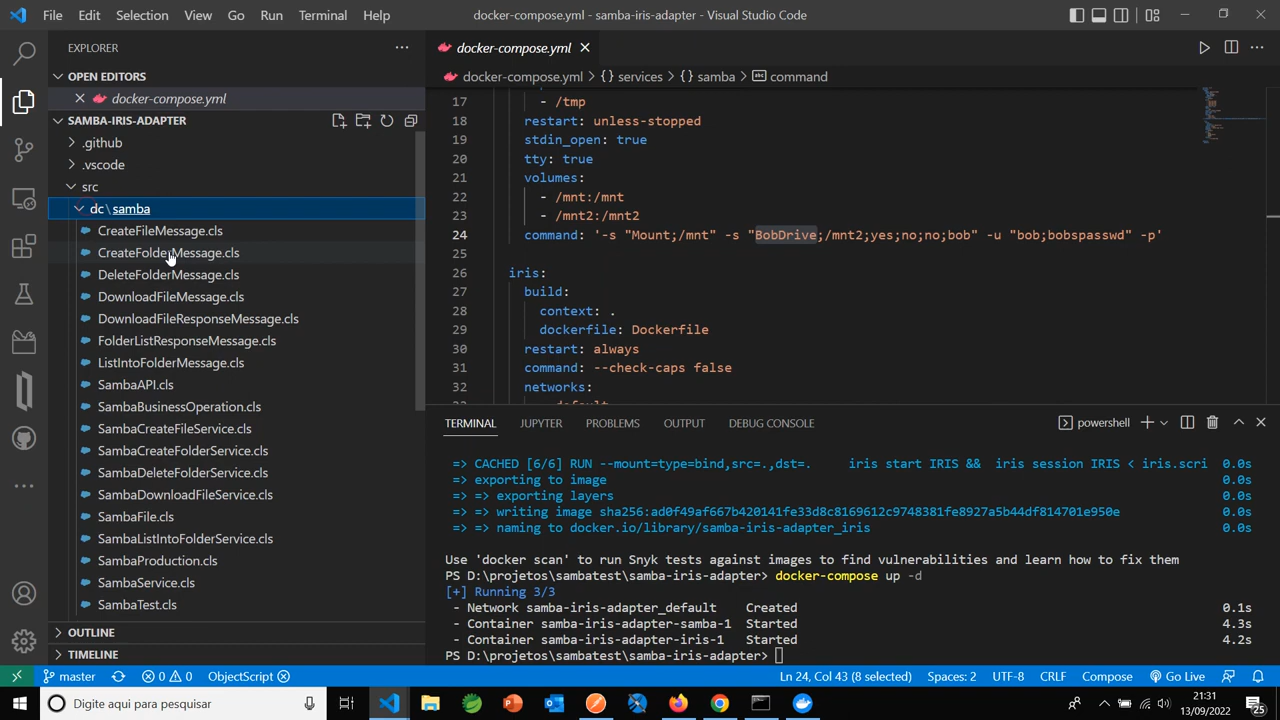 File Edit Selection View Go Run Terminal Help
docker-compose.yml - samba-iris-adapter - Visual Studio Code
EXPLORER
OPEN EDITORS
docker-compose.yml
SAMBA-IRIS-ADAPTER
.github
.vscode
src
dc\samba
CreateFileMessage.cls
CreateFolderMessage.cls
DeleteFolderMessage.cls
DownloadFileMessage.cls
DownloadFileResponseMessage.cls
FolderListResponseMessage.cls
ListIntoFolderMessage.cls
SambaAPI.cls
SambaBusinessOperation.cls
SambaCreateFileService.cls
SambaCreateFolderService.cls
SambaDeleteFolderService.cls
SambaDownloadFileService.cls
SambaFile.cls
SambaListIntoFolderService.cls
SambaProduction.cls
SambaService.cls
SambaTest.cls
OUTLINE
TIMELINE
docker-compose.yml
docker-compose.yml > {} services > {} samba > abc command
17 - /tmp
18 restart: unless-stopped
19 stdin_open: true
20 tty: true
21 volumes:
22 - /mnt:/mnt
23 - /mnt2:/mnt2
24 command: '-s "Mount;/mnt" -s "BobDrive;/mnt2;yes;no;no;bob" -u "bob;bobspasswd" -p'
25
26 iris:
27 build:
28 context: .
29 dockerfile: Dockerfile
30 restart: always
31 command: --check-caps false
32 networks:
TERMINAL JUPYTER PROBLEMS OUTPUT DEBUG CONSOLE powershell
=> CACHED [6/6] RUN --mount=type=bind,src=.,dst=. iris start IRIS && iris session IRIS < iris.scri 0.0s
=> exporting to image 0.0s
=> => exporting layers 0.0s
=> => writing image sha256:ad0f49af667b420141fe33d8c8169612c9748381fe8927a5b44df814701e950e 0.0s
=> => naming to docker.io/library/samba-iris-adapter_iris 0.0s
Use 'docker scan' to run Snyk tests against images to find vulnerabilities and learn how to fix them
PS D:\projetos\sambatest\samba-iris-adapter> docker-compose up -d
[+] Running 3/3
- Network samba-iris-adapter_default Created 0.1s
- Container samba-iris-adapter-samba-1 Started 4.3s
- Container samba-iris-adapter-iris-1 Started 4.2s
PS D:\projetos\sambatest\samba-iris-adapter>
master 0 0 ObjectScript Ln 24, Col 43 (8 selected) Spaces: 2 UTF-8 CRLF Compose Go Live
Digite aqui para pesquisar
21:31
13/09/2022
25